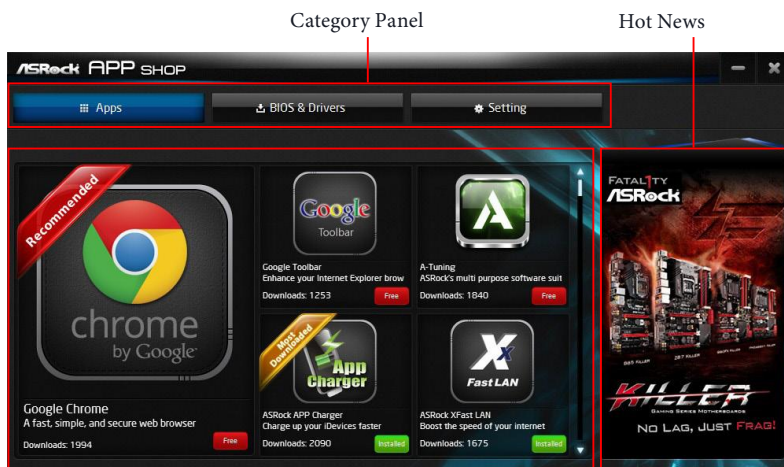 Category Panel
Hot News
ASRock APP SHOP
Apps
BIOS & Drivers
Setting
Recommended
chrome
by Google
Google Chrome
A fast, simple, and secure web browser
Downloads: 1994
Free
Google
Toolbar
Google Toolbar
Enhance your Internet Explorer brow
Downloads: 1253
Free
A-Tuning
ASRock's multi purpose software suit
Downloads: 1840
Free
Most
Downloaded
App
Charger
ASRock APP Charger
Charge up your iDevices faster
Downloads: 2090
Installed
X
Fast LAN
ASRock XFast LAN
Boost the speed of your internet
Downloads: 1675
Installed
FATAL1TY
ASRock
Z87 KILLER
KILLER
GAMING SERIES MOTHERBOARDS
NO LAG, JUST FRAG!